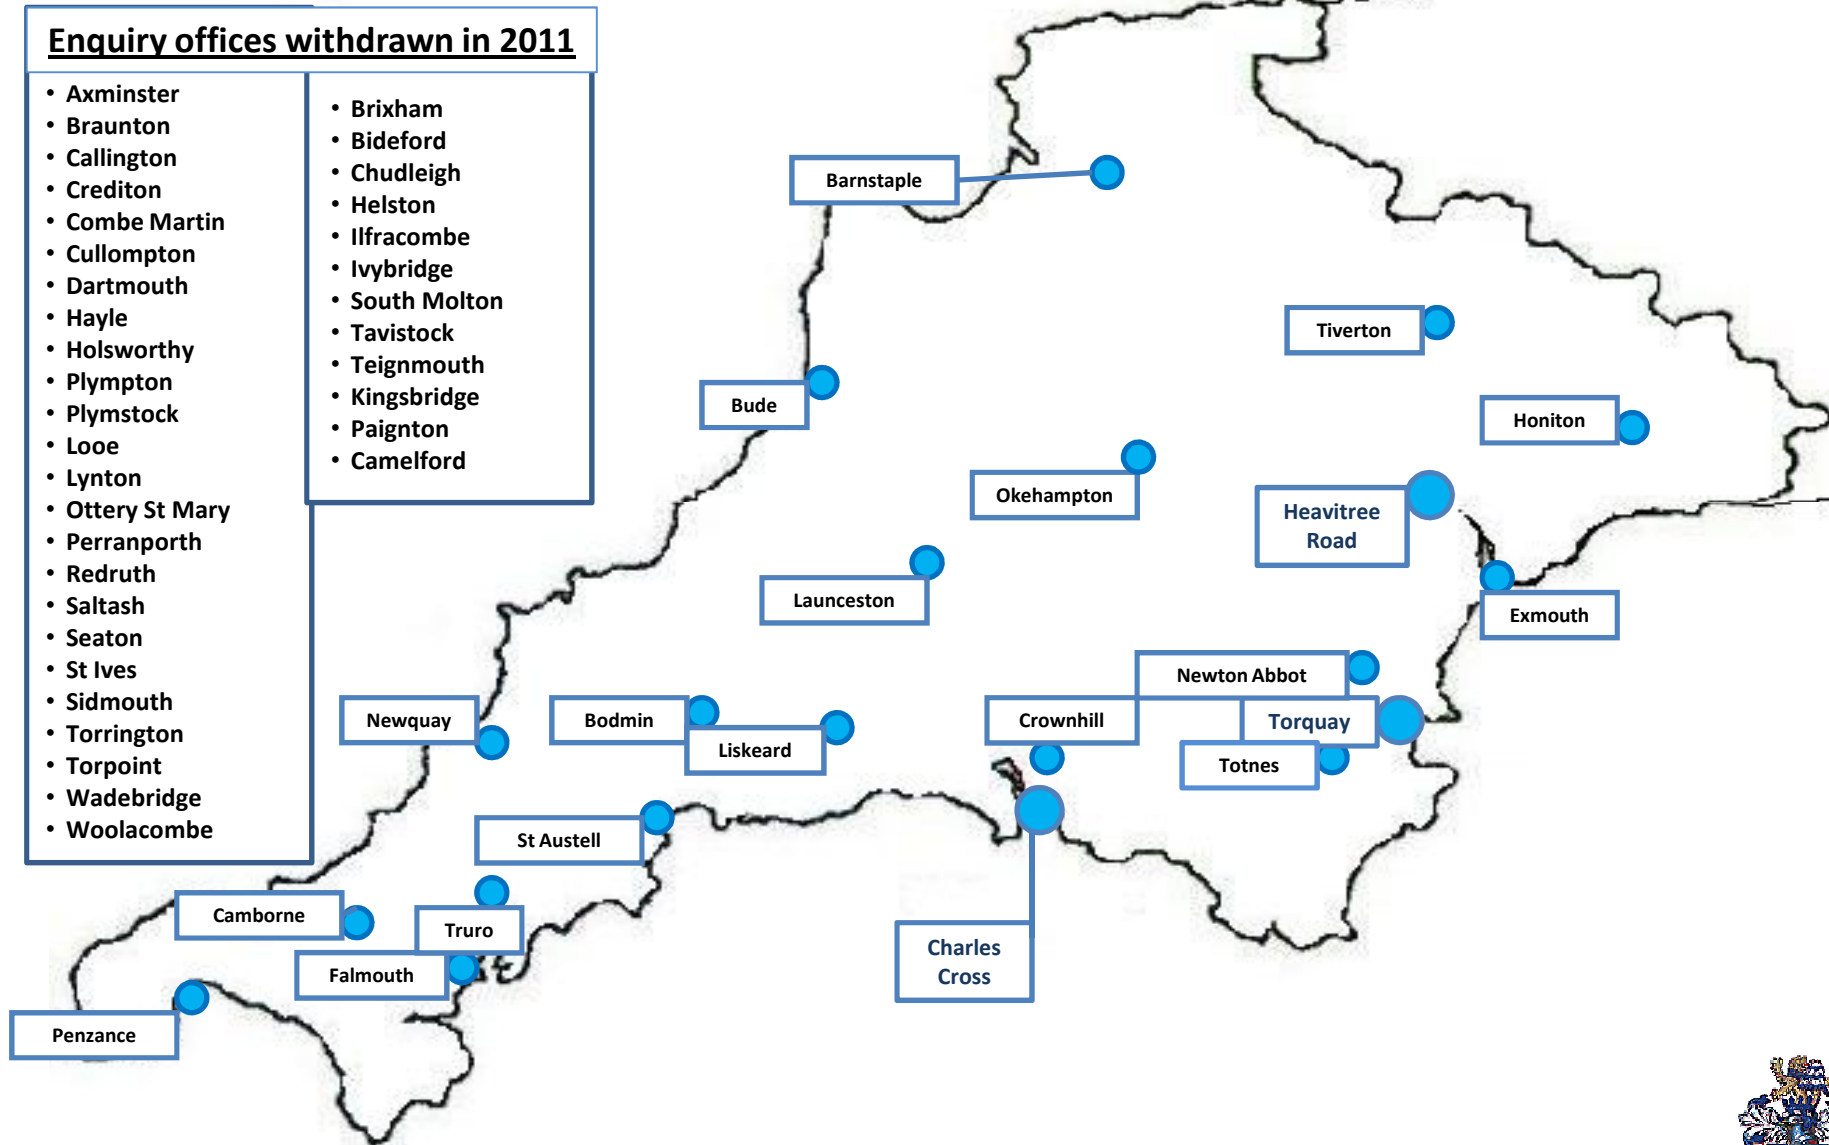 Enquiry offices withdrawn in 2011
• Axminster
• Braunton
• Callington
• Crediton
• Combe Martin
• Cullompton
• Dartmouth
• Hayle
• Holsworthy
• Plympton
• Plymstock
• Looe
• Lynton
• Ottery St Mary
• Perranporth
• Redruth
• Saltash
• Seaton
• St Ives
• Sidmouth
• Torrington
• Torpoint
• Wadebridge
• Woolacombe
• Brixham
• Bideford
• Chudleigh
• Helston
• Ilfracombe
• Ivybridge
• South Molton
• Tavistock
• Teignmouth
• Kingsbridge
• Paignton
• Camelford
Barnstaple
Tiverton
Bude
Honiton
Okehampton
Heavitree
Road
Launceston
Exmouth
Newton Abbot
Newquay
Bodmin
Crownhill
Torquay
Liskeard
Totnes
St Austell
Camborne
Truro
Charles
Cross
Falmouth
Penzance